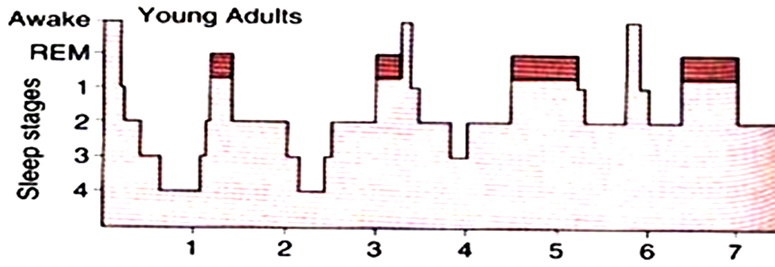 Young Adults
Awake
REM
1
2
3
4
Sleep stages
1 2 3 4 5 6 7